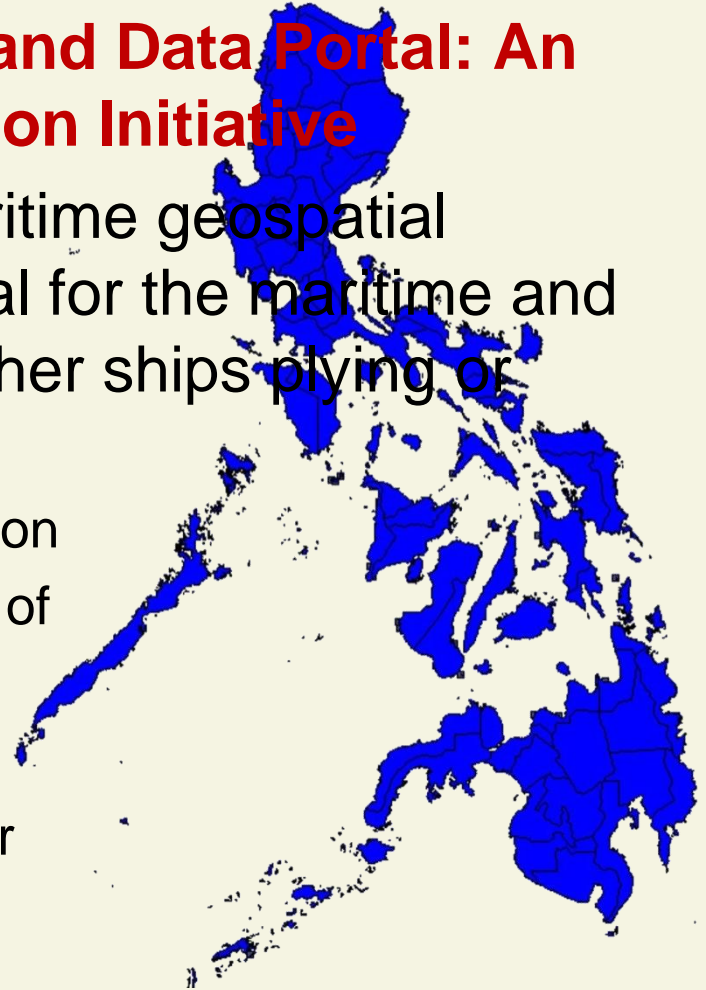 and Data Portal: An
on Initiative
ritime geospatial
al for the maritime and
her ships plying or
on
of
r